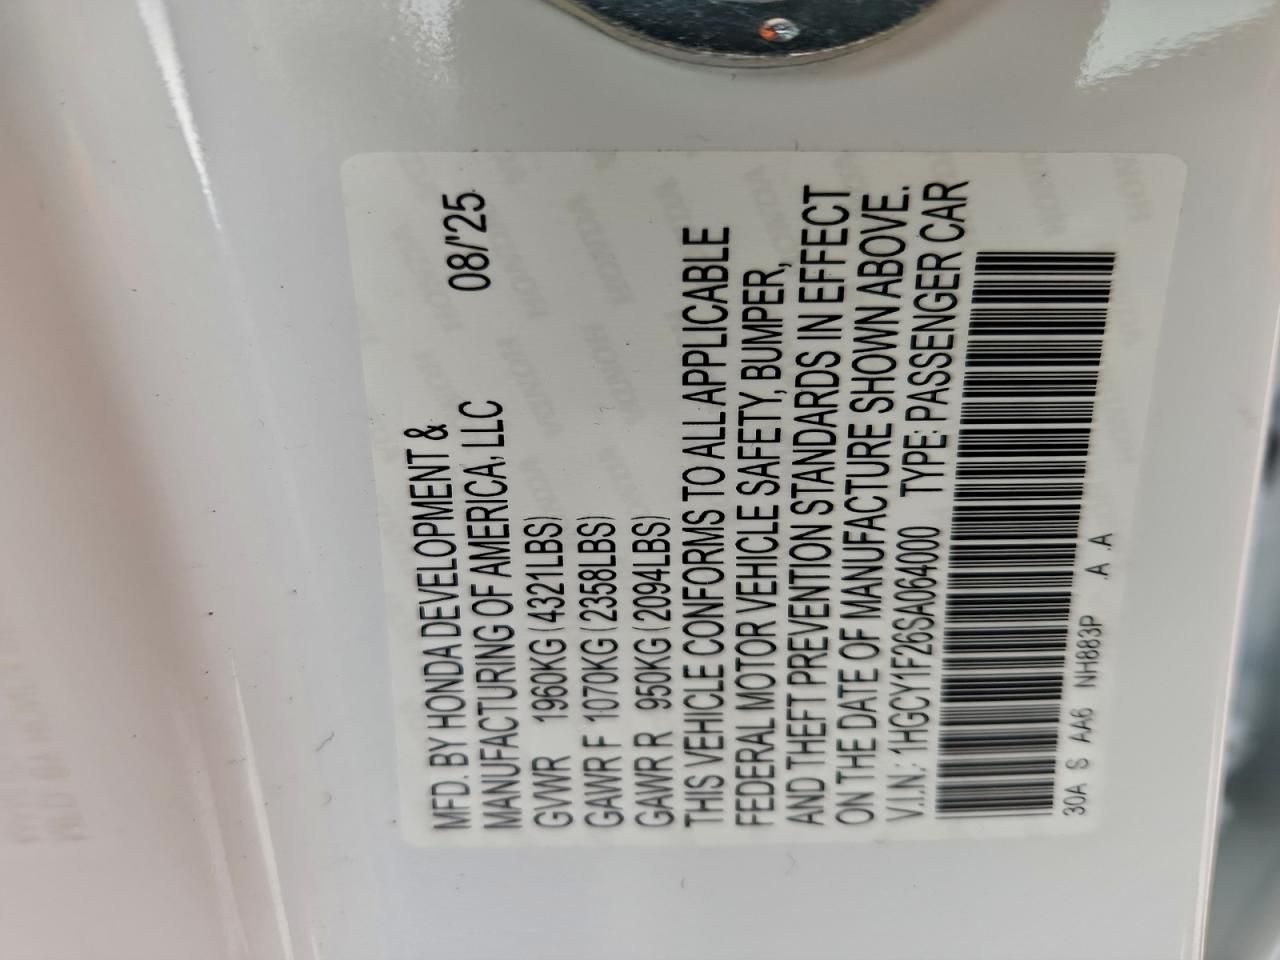 MFD. BY HONDA DEVELOPMENT &
MANUFACTURING OF AMERICA, LLC 08/'25
GVWR 1960KG (4321LBS)
GAWR F 1070KG (2358LBS)
GAWR R 950KG (2094LBS)
THIS VEHICLE CONFORMS TO ALL APPLICABLE
FEDERAL MOTOR VEHICLE SAFETY, BUMPER,
AND THEFT PREVENTION STANDARDS IN EFFECT
ON THE DATE OF MANUFACTURE SHOWN ABOVE.
V.I.N.: 1HGCY1F26SA064000 TYPE: PASSENGER CAR
30A S AA6 NH883P A A